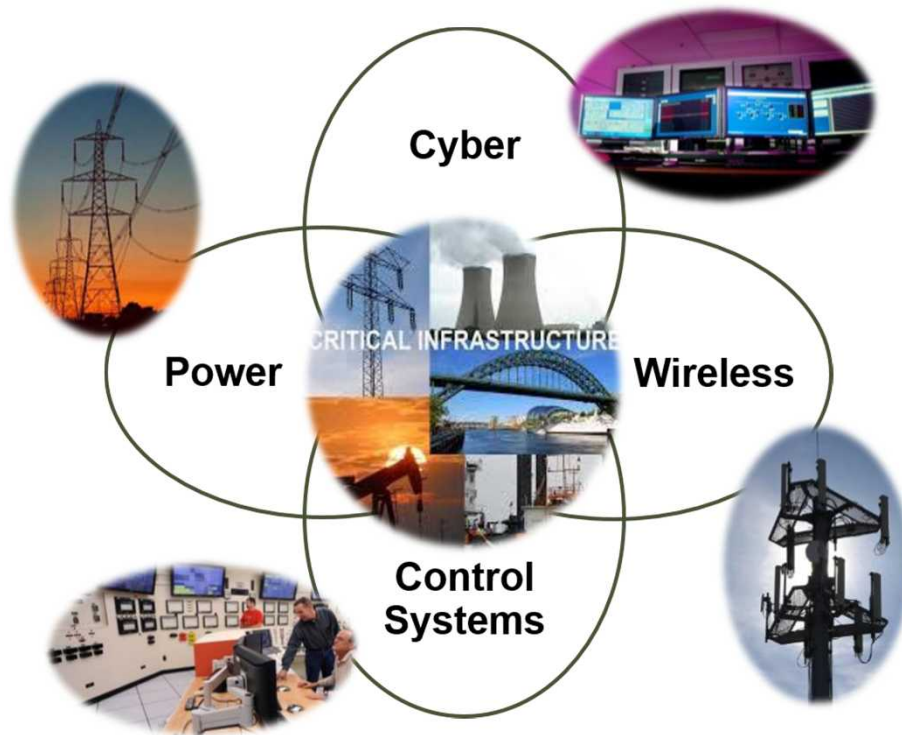 Cyber
CRITICAL INFRASTRUCTURE
Power
Wireless
Control
Systems